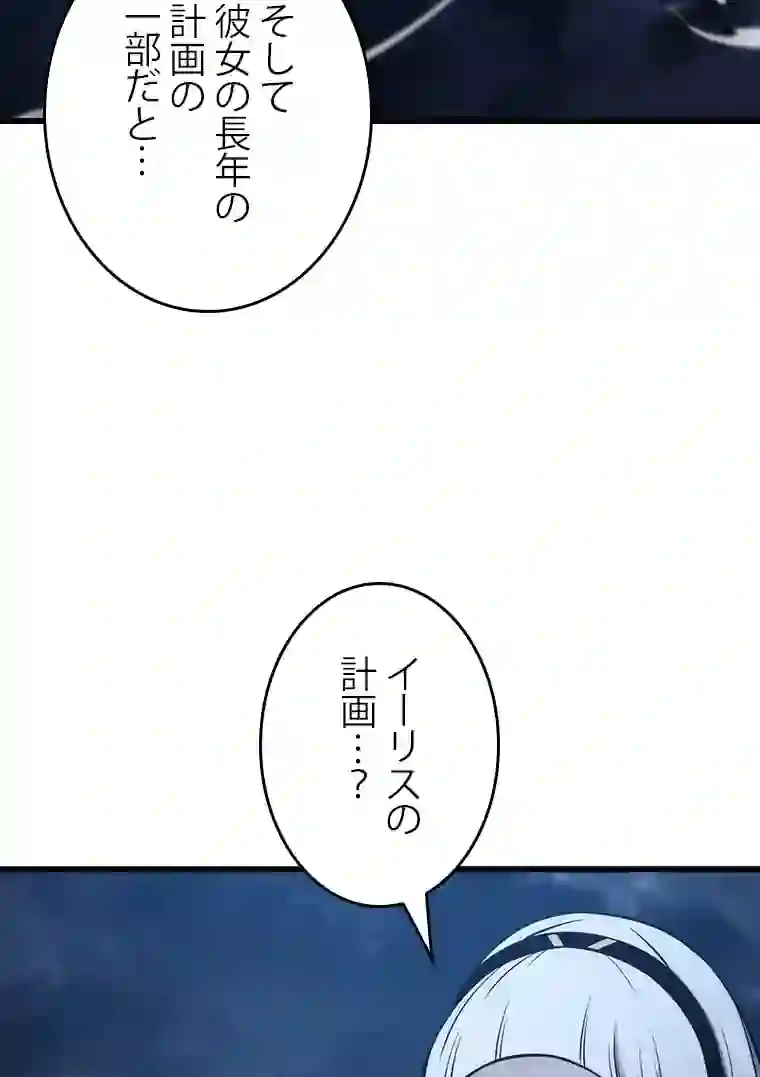 そして
彼女の長年の
計画の
一部だと…
イーリスの
計画…?